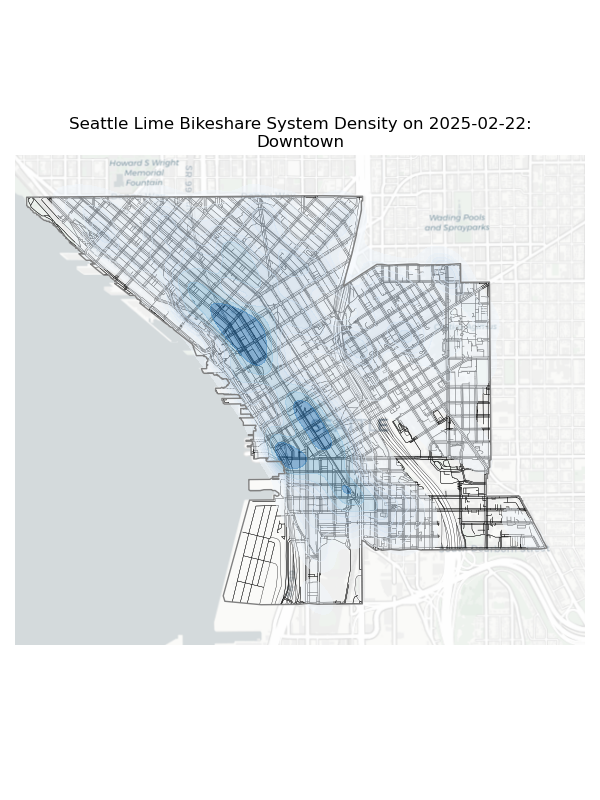 Seattle Lime Bikeshare System Density on 2025-02-22:
Downtown
Howard S Wright
Memorial
Fountain
SR 99
Wading Pools
and Sprayparks